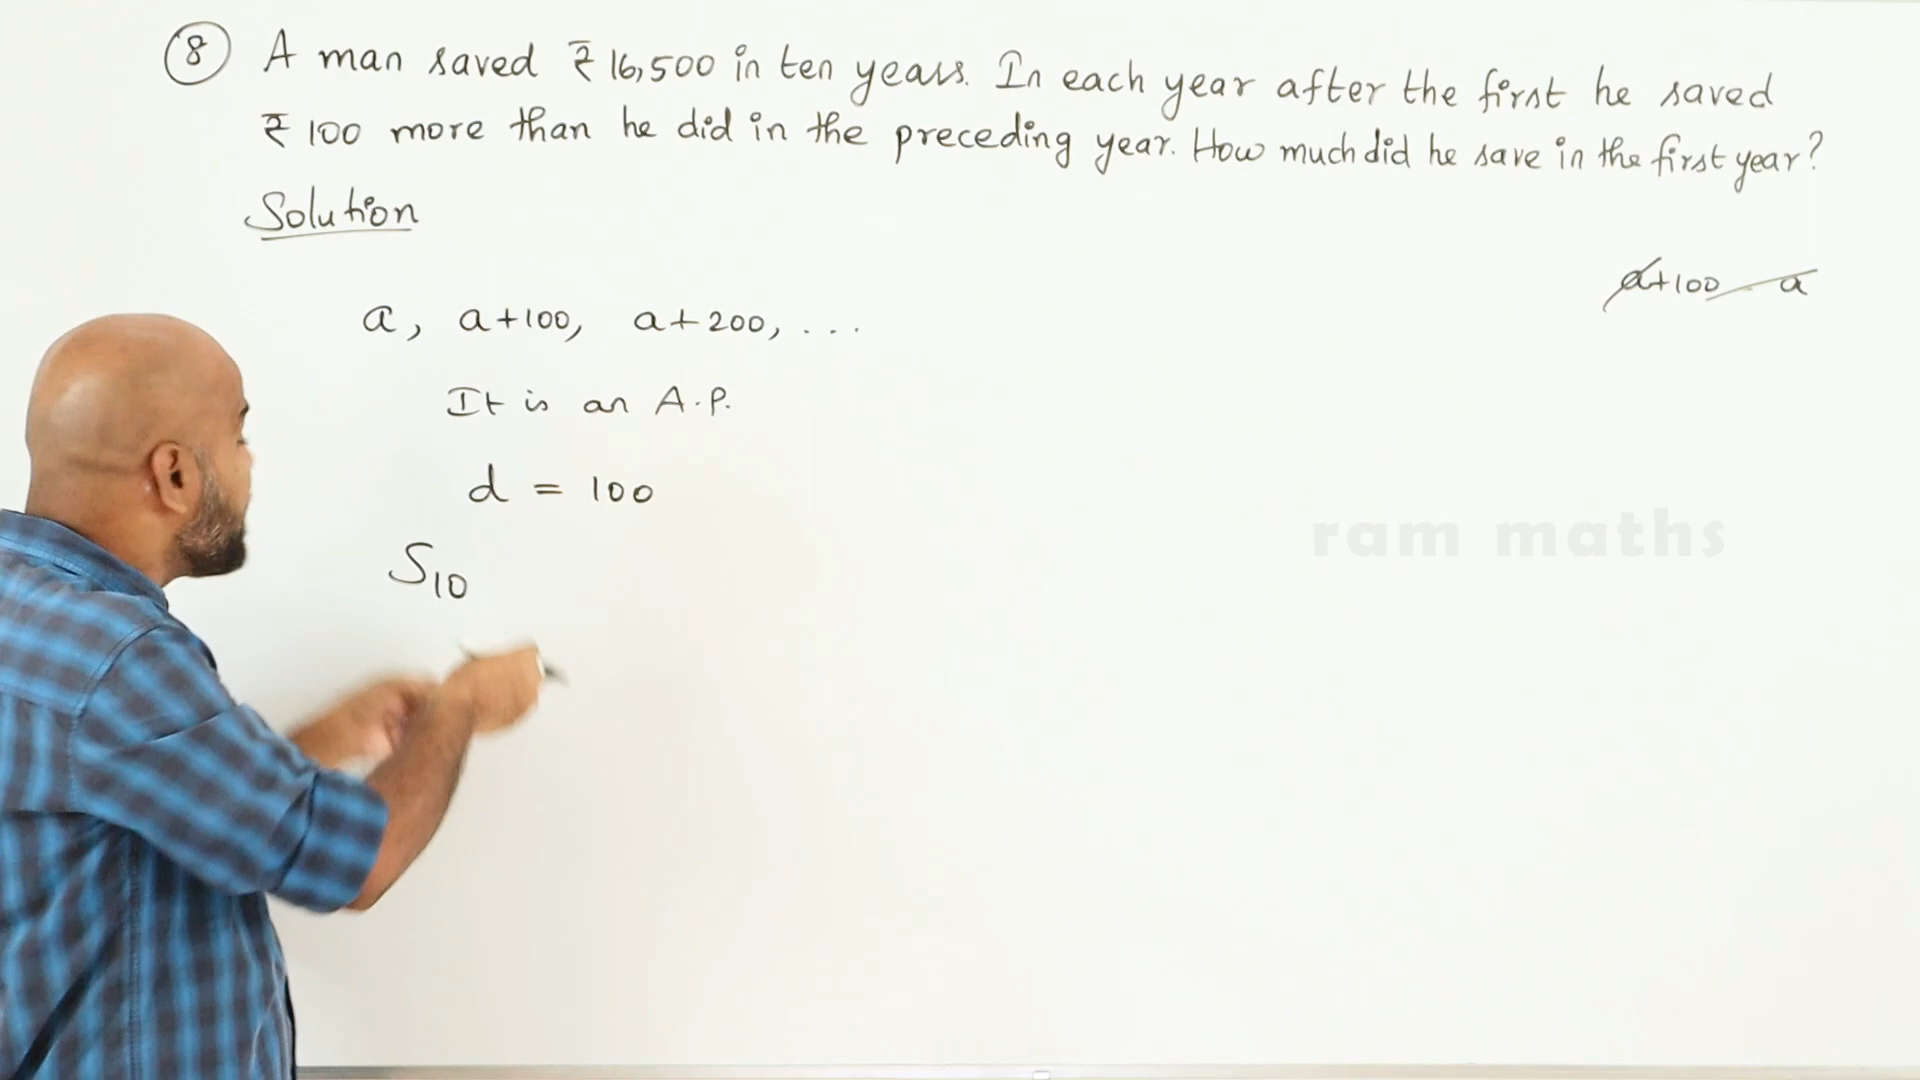 8 A man saved ₹ 16,500 in ten years. In each year after the first he saved
₹ 100 more than he did in the preceding year. How much did he save in the first year?
Solution
a+100 - a
a, a+100, a+200, ...
It is an A.P.
d = 100
ram maths
S₁₀